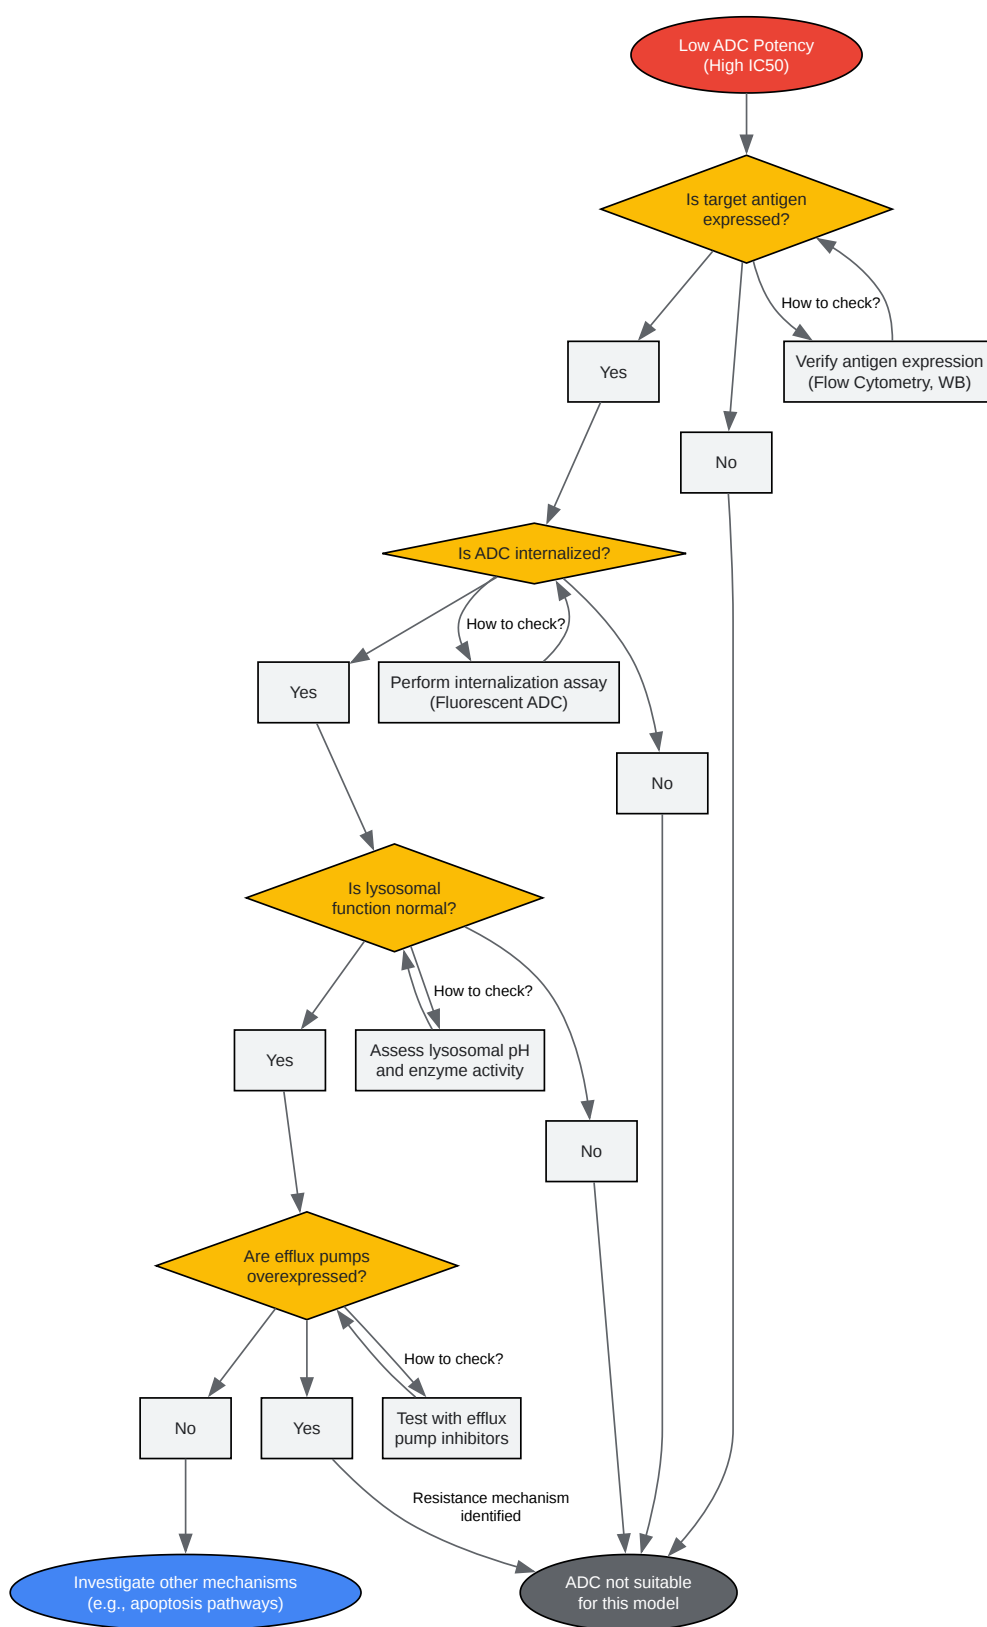 Low ADC Potency
(High IC50)
Is target antigen
expressed?
How to check?
Yes
Verify antigen expression
(Flow Cytometry, WB)
No
Is ADC internalized?
How to check?
Yes
Perform internalization assay
(Fluorescent ADC)
No
Is lysosomal
function normal?
How to check?
Yes
Assess lysosomal pH
and enzyme activity
No
Are efflux pumps
overexpressed?
How to check?
No
Yes
Test with efflux
pump inhibitors
Resistance mechanism
identified
Investigate other mechanisms
(e.g., apoptosis pathways)
ADC not suitable
for this model